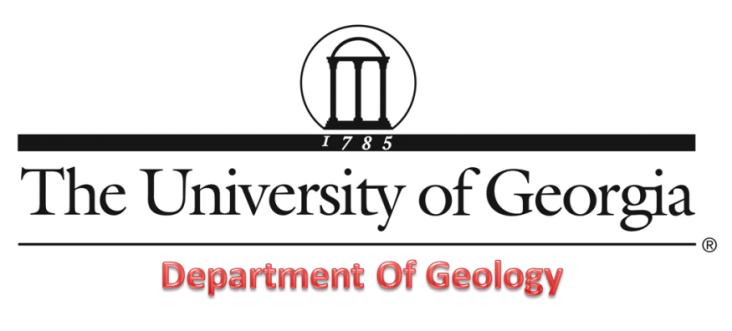 1785
The University of Georgia
®
Department Of Geology